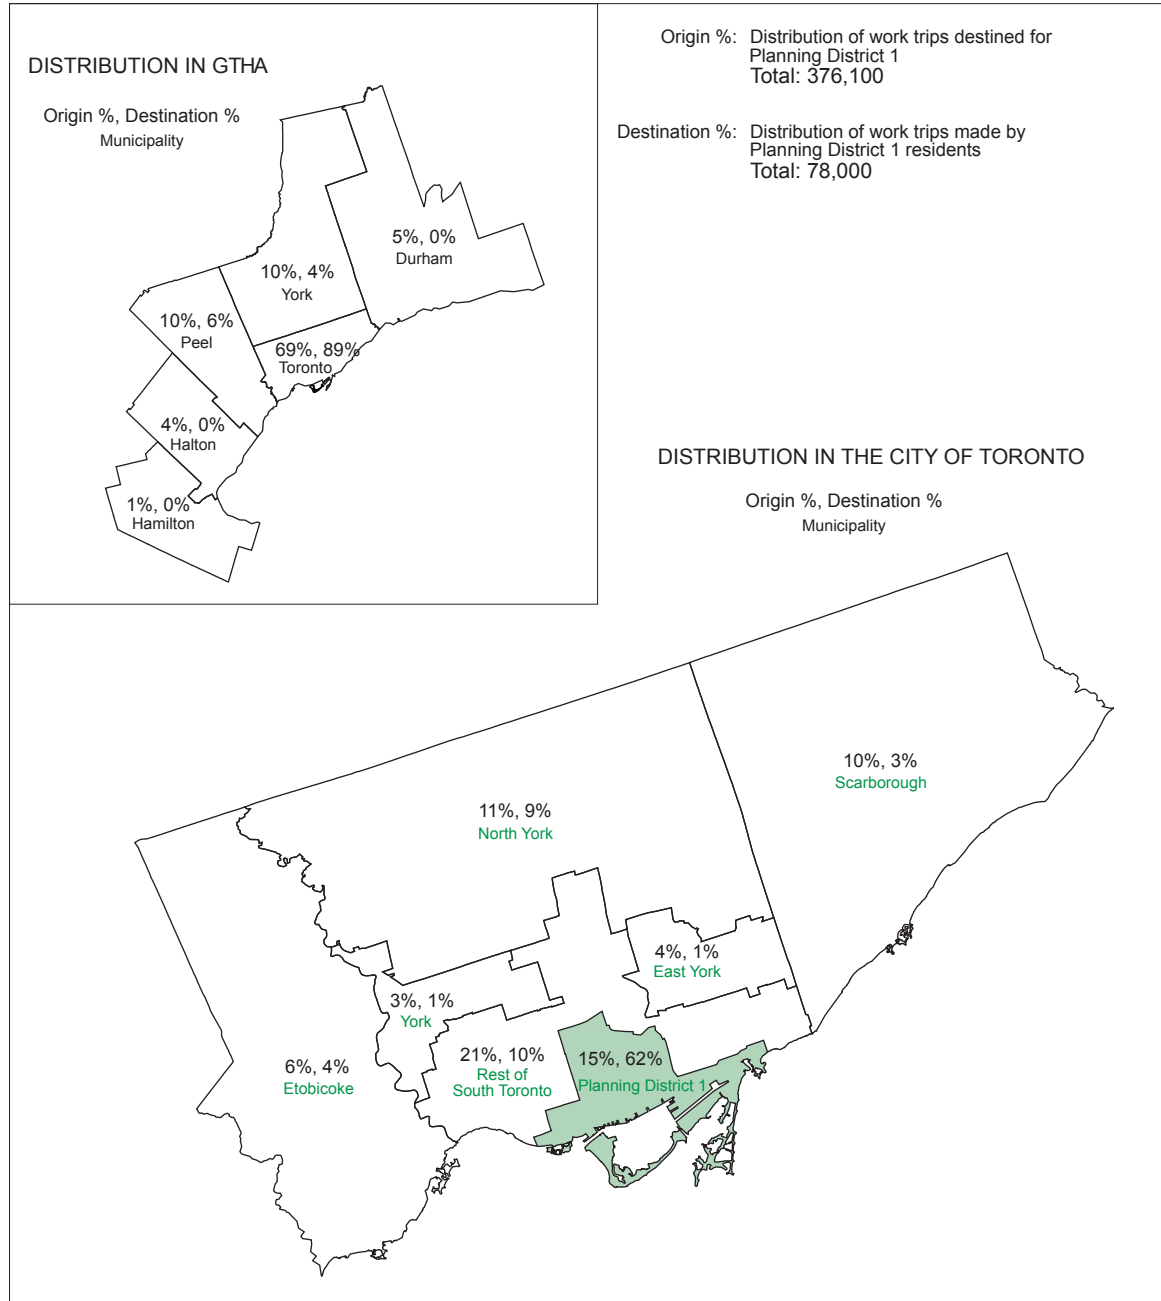 DISTRIBUTION IN GTHA
Origin %, Destination %
Municipality
Origin %: Distribution of work trips destined for
Planning District 1
Total: 376,100
Destination %: Distribution of work trips made by
Planning District 1 residents
Total: 78,000
5%, 0%
Durham
10%, 4%
York
10%, 6%
Peel
69%, 89%
Toronto
4%, 0%
Halton
1%, 0%
Hamilton
DISTRIBUTION IN THE CITY OF TORONTO
Origin %, Destination %
Municipality
10%, 3%
Scarborough
11%, 9%
North York
4%, 1%
East York
3%, 1%
York
21%, 10%
Rest of
South Toronto
15%, 62%
Planning District 1
6%, 4%
Etobicoke